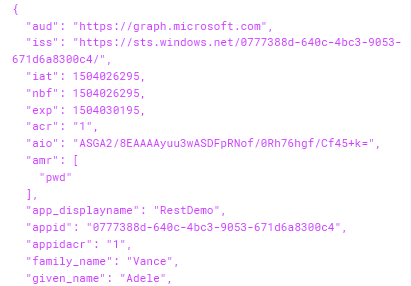 {
"aud": "https://graph.microsoft.com",
"iss": "https://sts.windows.net/0777388d-640c-4bc3-9053-
671d6a8300c4/",
"iat": 1504026295,
"nbf": 1504026295,
"exp": 1504030195,
"acr": "1",
"aio": "ASGA2/8EAAAAyuu3wASDFpRNof/0Rh76hgf/Cf45+k=",
"amr": [
"pwd"
],
"app_displayname": "RestDemo",
"appid": "0777388d-640c-4bc3-9053-671d6a8300c4",
"appidacr": "1",
"family_name": "Vance",
"given_name": "Adele",